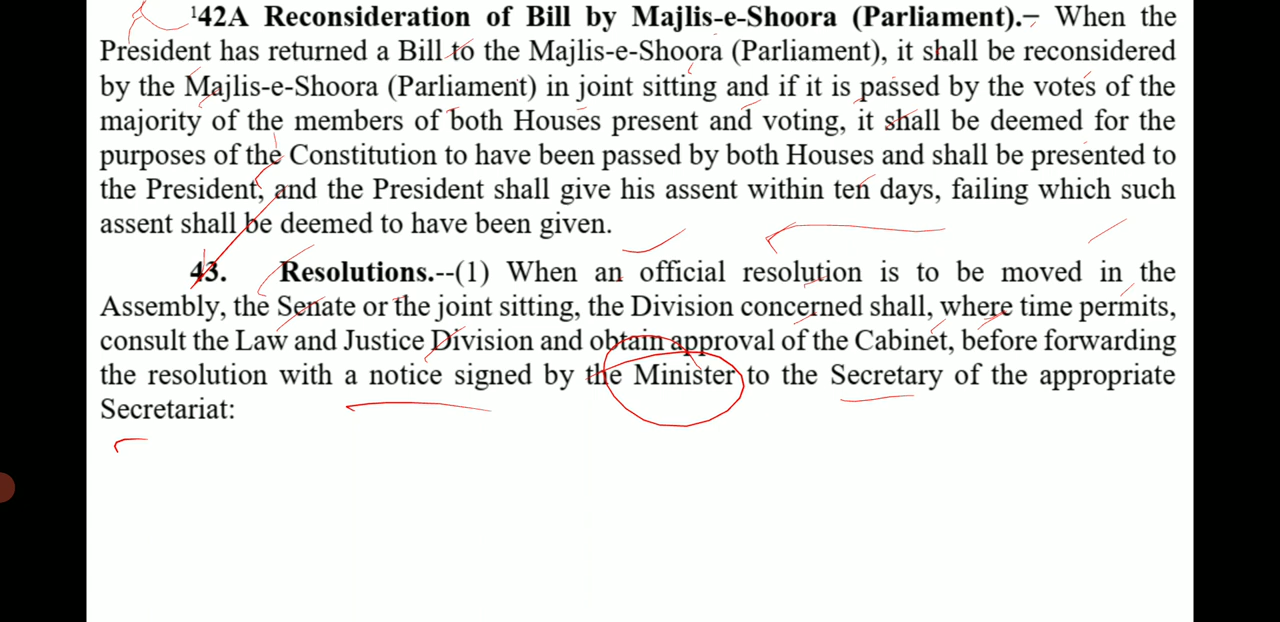 ¹42A Reconsideration of Bill by Majlis-e-Shoora (Parliament).– When the
President has returned a Bill to the Majlis-e-Shoora (Parliament), it shall be reconsidered
by the Majlis-e-Shoora (Parliament) in joint sitting and if it is passed by the votes of the
majority of the members of both Houses present and voting, it shall be deemed for the
purposes of the Constitution to have been passed by both Houses and shall be presented to
the President, and the President shall give his assent within ten days, failing which such
assent shall be deemed to have been given.
43. Resolutions.--(1) When an official resolution is to be moved in the
Assembly, the Senate or the joint sitting, the Division concerned shall, where time permits,
consult the Law and Justice Division and obtain approval of the Cabinet, before forwarding
the resolution with a notice signed by the Minister to the Secretary of the appropriate
Secretariat: